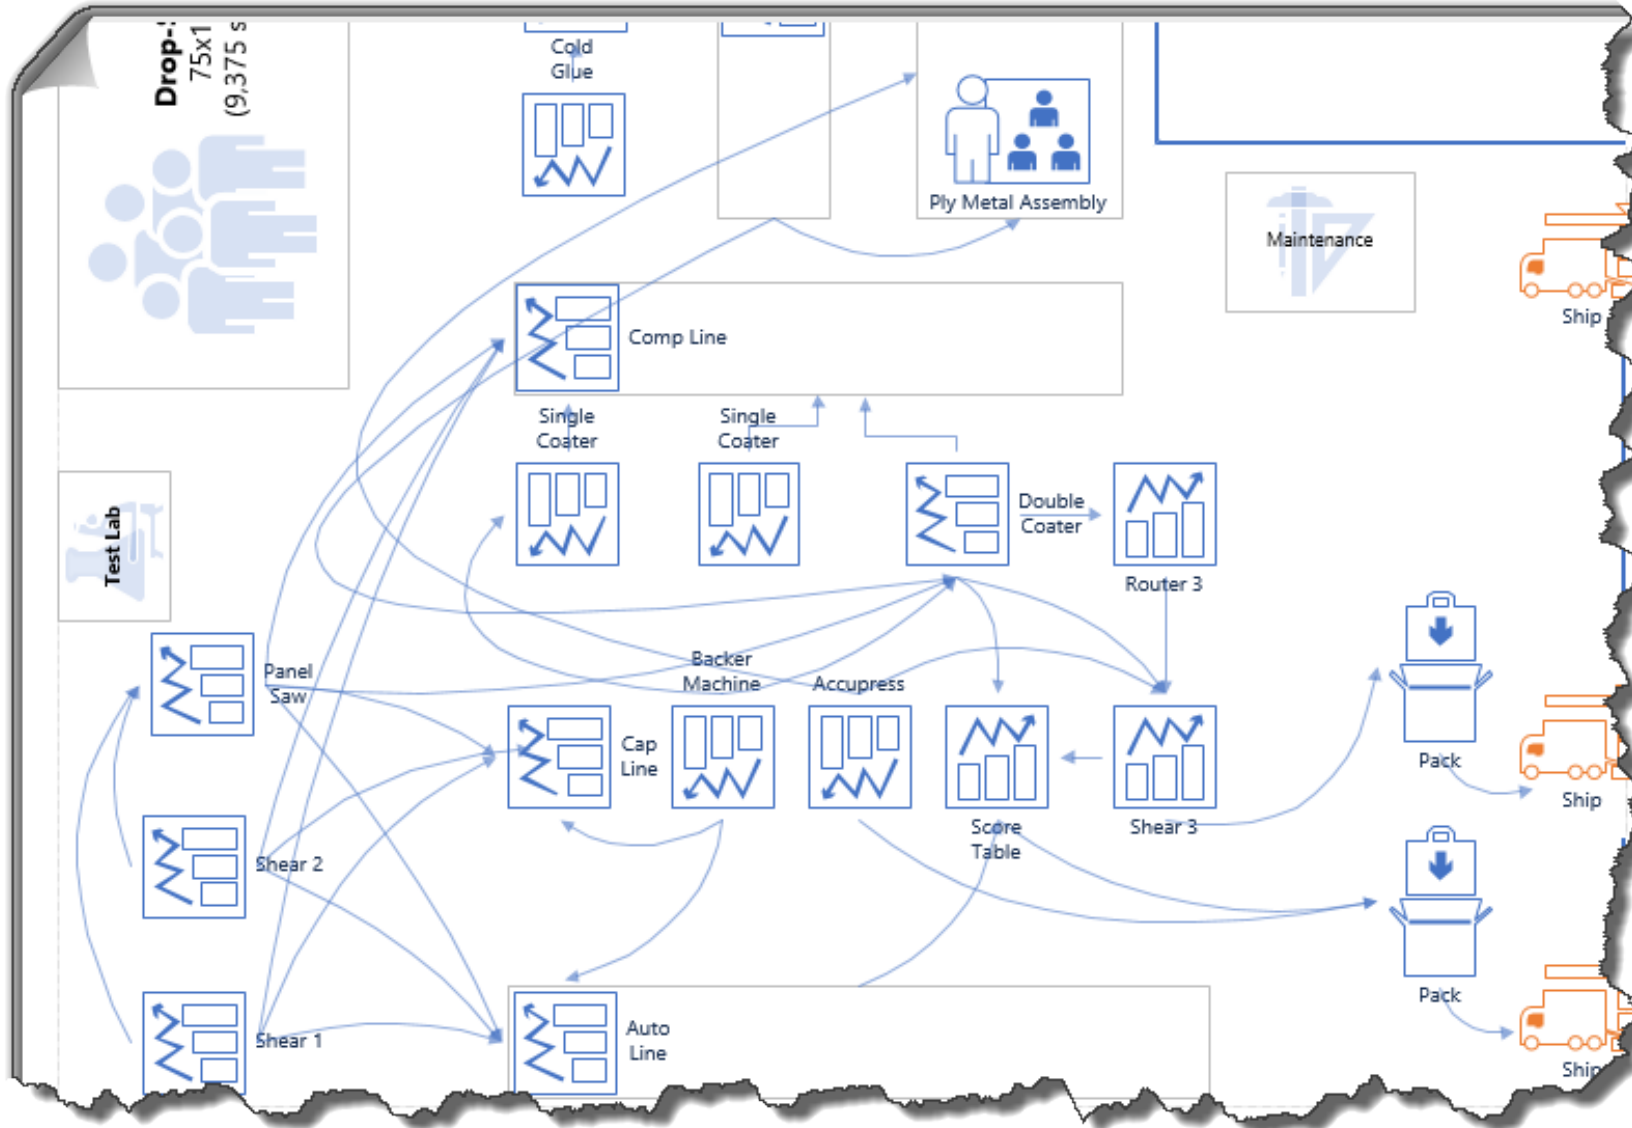 Drop-
75x1
(9,375 s
Cold
Glue
Ply Metal Assembly
Maintenance
Ship
Comp Line
Single
Coater
Single
Coater
Test Lab
Double
Coater
Router 3
Panel
Saw
Backer
Machine
Accupress
Cap
Line
Pack
Ship
Shear 2
Score
Table
Shear 3
Shear 1
Auto
Line
Pack
Ship